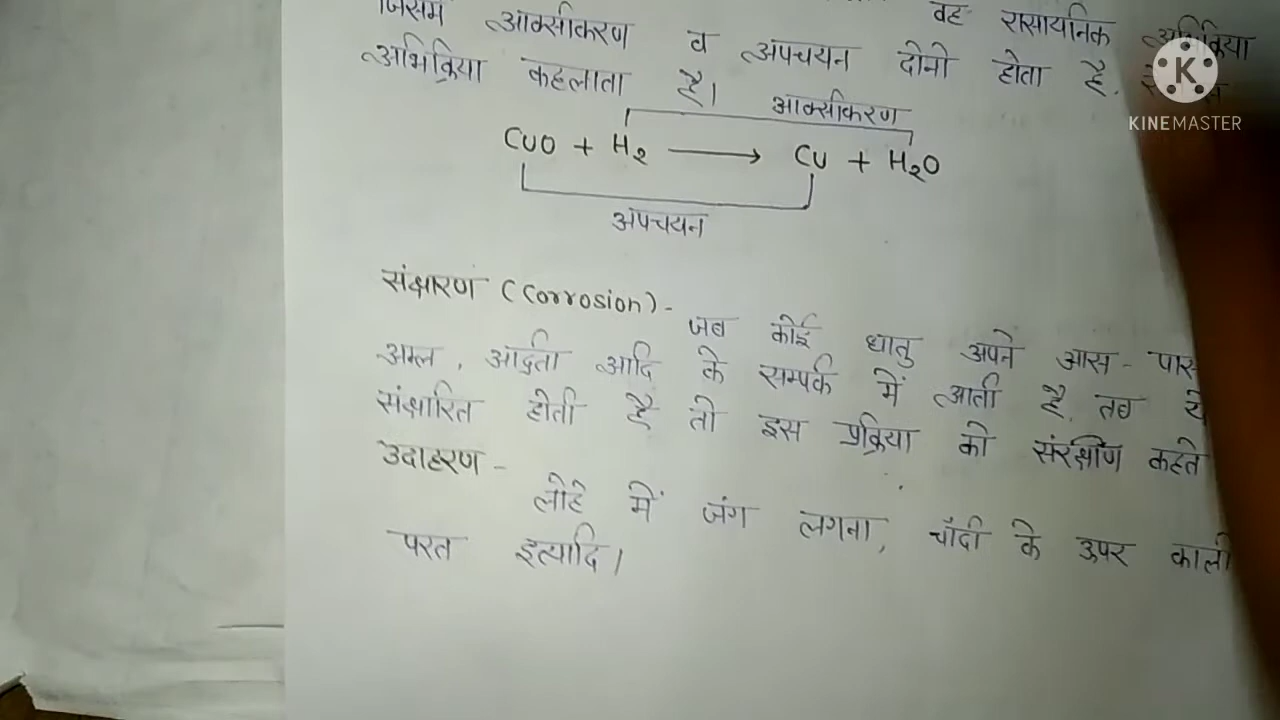 जिसमें आक्सीकरण व अपचयन दोनो होता है, वह रासायनिक अभिक्रिया
अभिक्रिया कहलाता है।
आक्सीकरण
CUO + H2 → CU + H2O
अपचयन
संक्षारण (Corrosion) -
जब कोई धातु अपने आस - पास
अम्ल, आर्द्रता आदि के सम्पर्क में आती है, तब ये
संक्षारित होती है तो इस प्रक्रिया को संरक्षण कहते
उदाहरण -
लोहे में जंग लगना, चाँदी के उपर काली
परत इत्यादि।
KINEMASTER